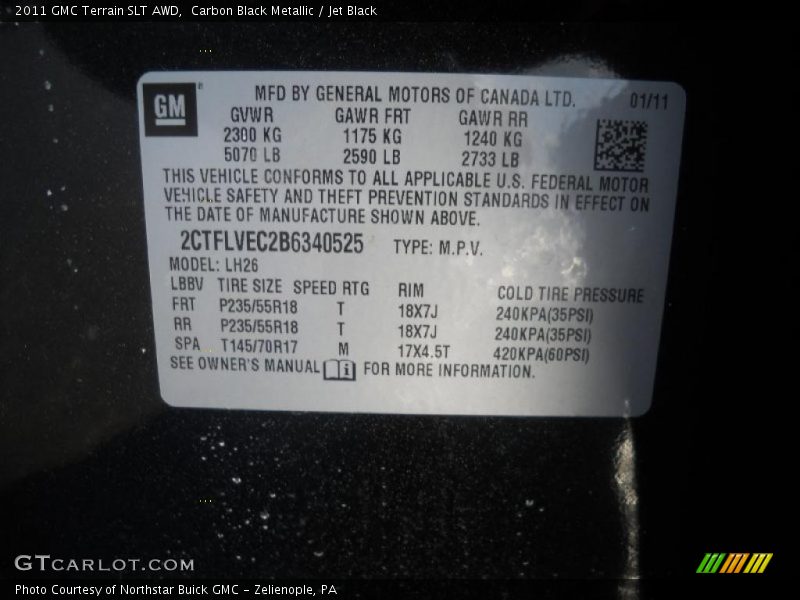 2011 GMC Terrain SLT AWD,  Carbon Black Metallic / Jet Black
GM
MFD BY GENERAL MOTORS OF CANADA LTD. 01/11
GVWR GAWR FRT GAWR RR
2300 KG 1175 KG 1240 KG
5070 LB 2590 LB 2733 LB
THIS VEHICLE CONFORMS TO ALL APPLICABLE U.S. FEDERAL MOTOR
VEHICLE SAFETY AND THEFT PREVENTION STANDARDS IN EFFECT ON
THE DATE OF MANUFACTURE SHOWN ABOVE.
2CTFLVEC2B6340525 TYPE: M.P.V.
MODEL: LH26
LBBV TIRE SIZE SPEED RTG RIM COLD TIRE PRESSURE
FRT P235/55R18 T 18X7J 240KPA(35PSI)
RR P235/55R18 T 18X7J 240KPA(35PSI)
SPA T145/70R17 M 17X4.5T 420KPA(60PSI)
SEE OWNER'S MANUAL FOR MORE INFORMATION.
GTCARLOT.COM
Photo Courtesy of Northstar Buick GMC - Zelienople, PA